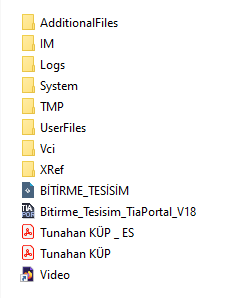 AdditionalFiles
IM
Logs
System
TMP
UserFiles
Vci
XRef
BİTİRME_TESİSİM
Bitirme_Tesisim_TiaPortal_V18
Tunahan KÜP _ ES
Tunahan KÜP
Video